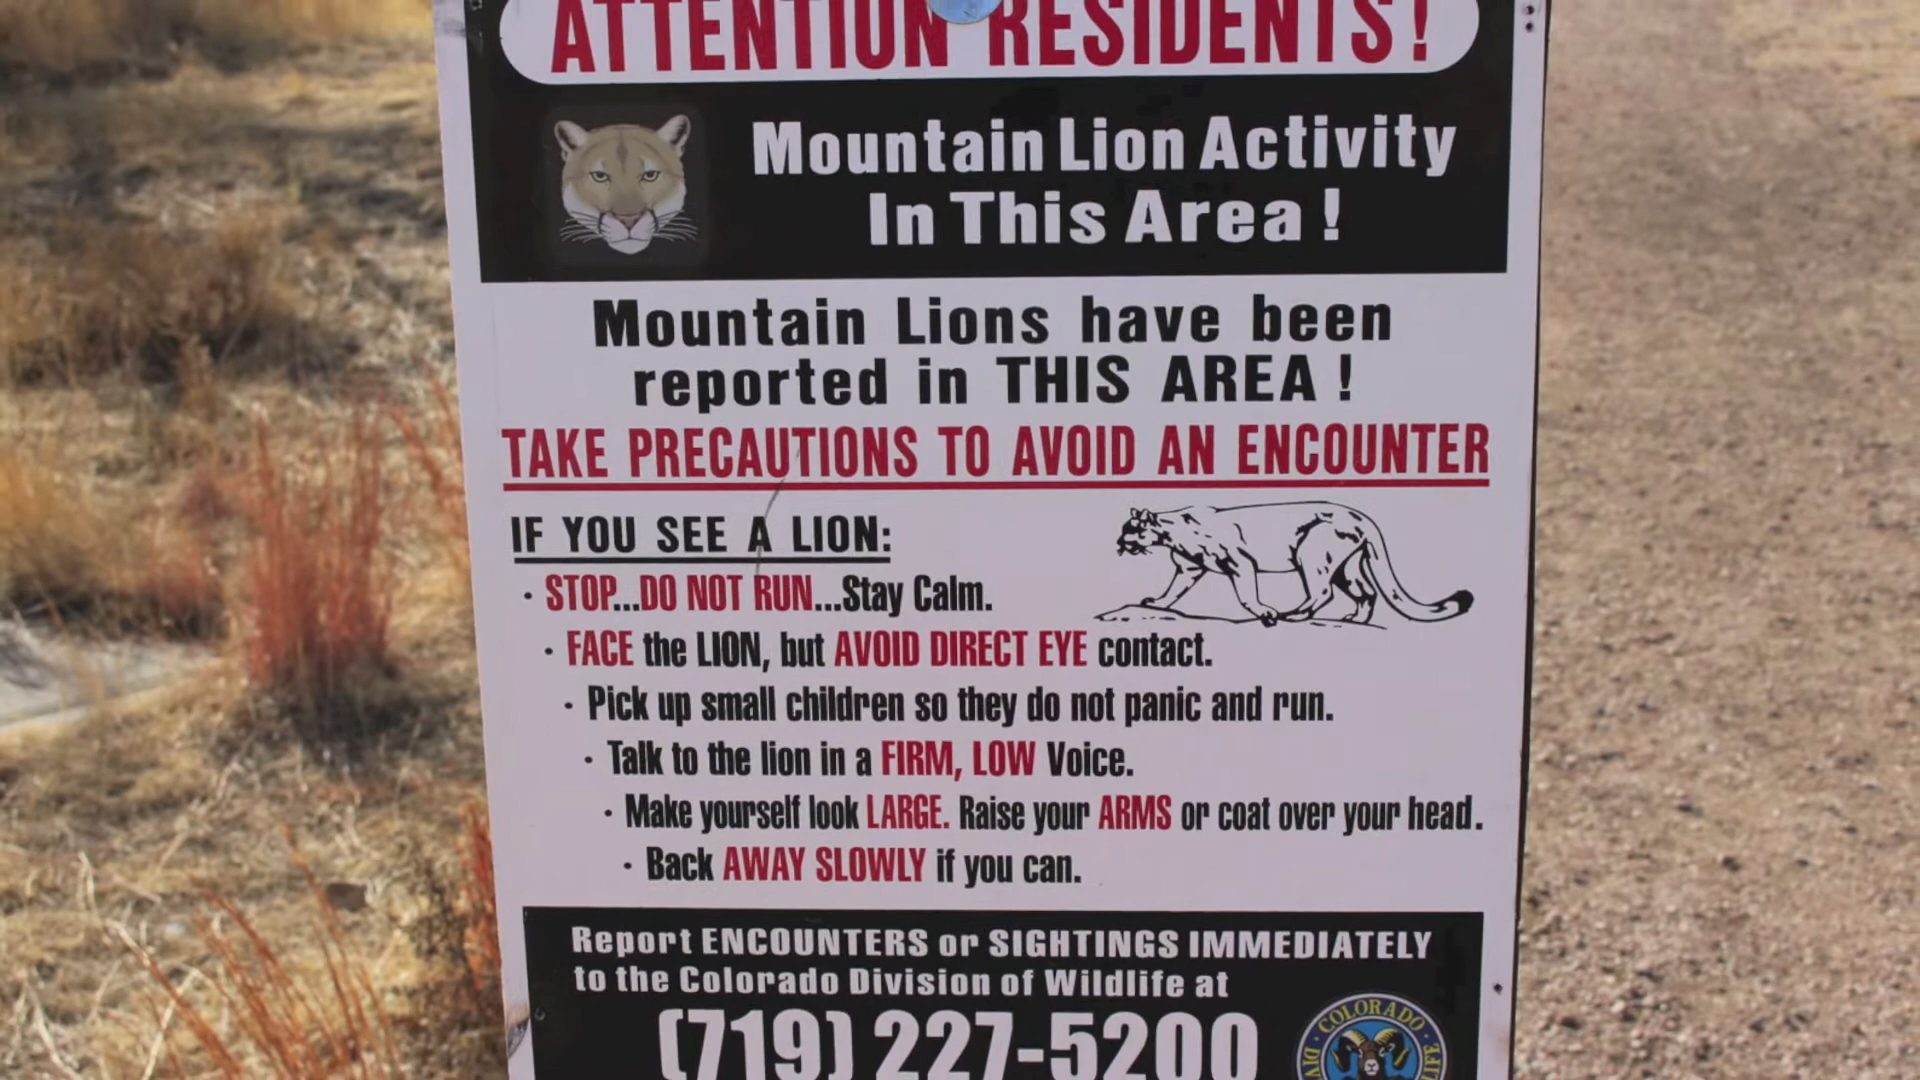 ATTENTION RESIDENTS!
Mountain Lion Activity
In This Area !
Mountain Lions have been
reported in THIS AREA !
TAKE PRECAUTIONS TO AVOID AN ENCOUNTER
IF YOU SEE A LION:
· STOP...DO NOT RUN...Stay Calm.
· FACE the LION, but AVOID DIRECT EYE contact.
· Pick up small children so they do not panic and run.
· Talk to the lion in a FIRM, LOW Voice.
· Make yourself look LARGE. Raise your ARMS or coat over your head.
· Back AWAY SLOWLY if you can.
Report ENCOUNTERS or SIGHTINGS IMMEDIATELY
to the Colorado Division of Wildlife at
(719) 227-5200
COLORADO